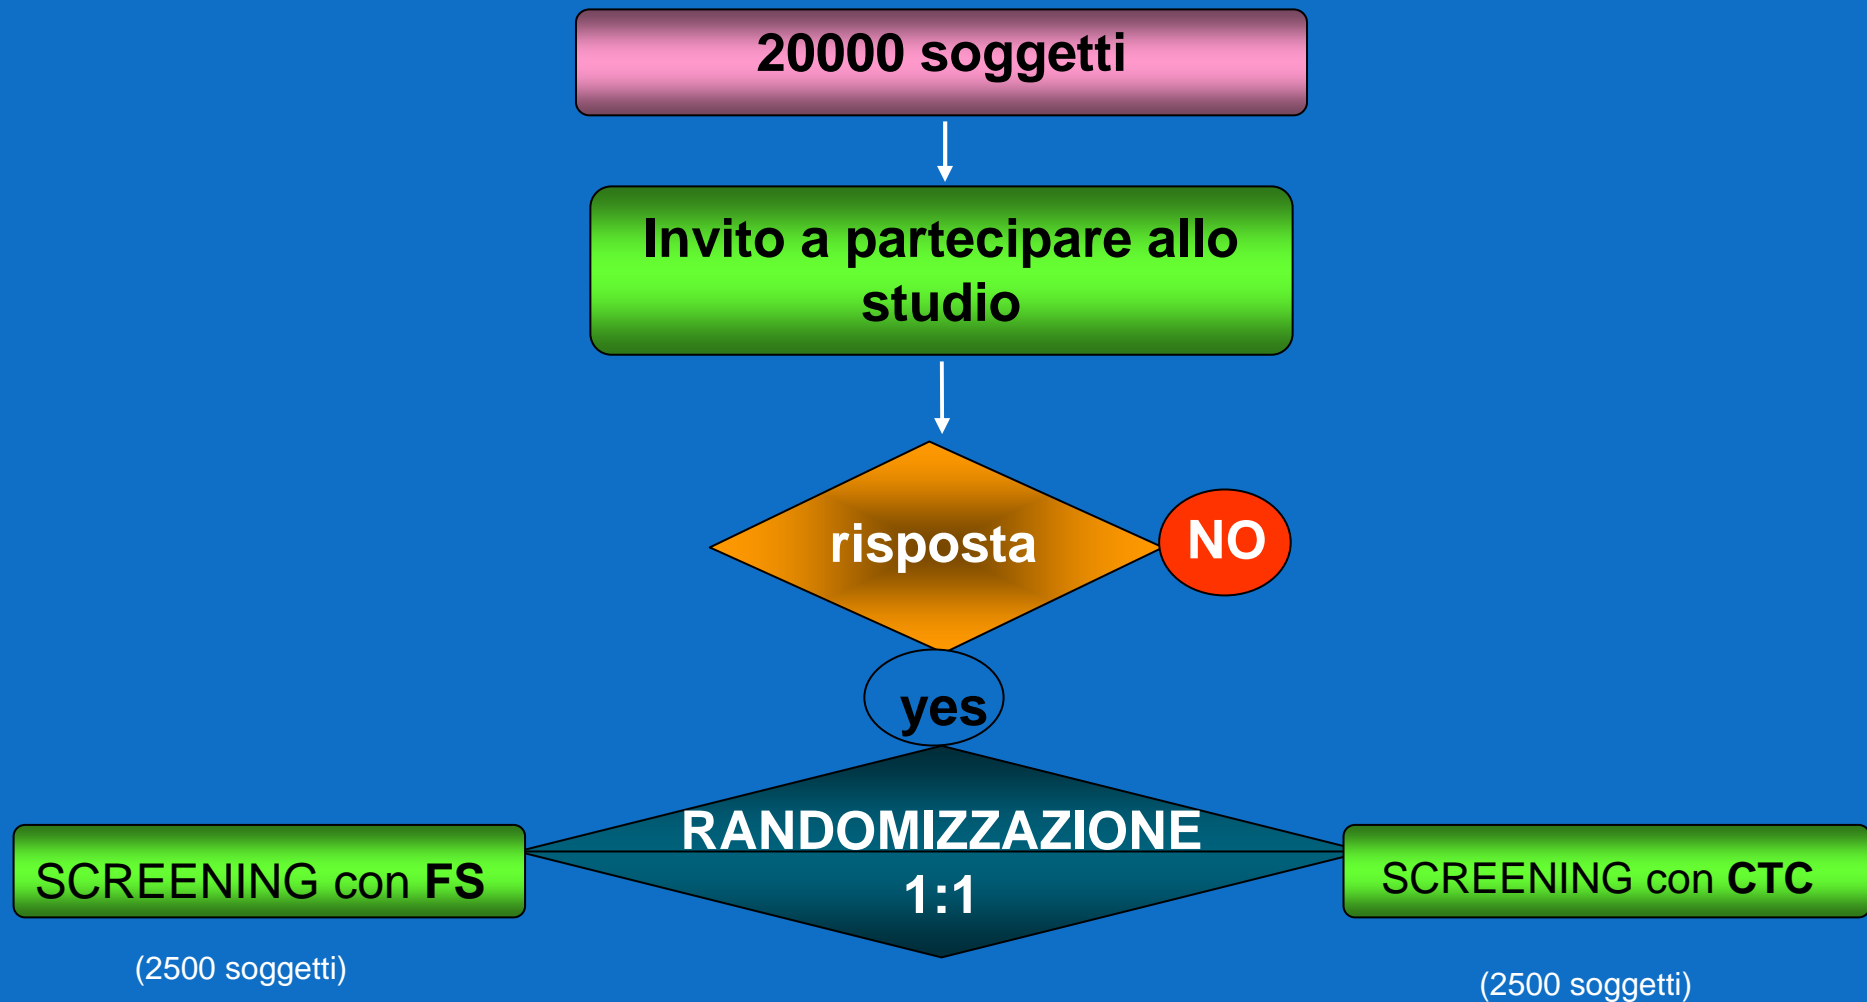 20000 soggetti
Invito a partecipare allo
studio
risposta
NO
yes
RANDOMIZZAZIONE
1:1
SCREENING con FS
SCREENING con CTC
(2500 soggetti)
(2500 soggetti)